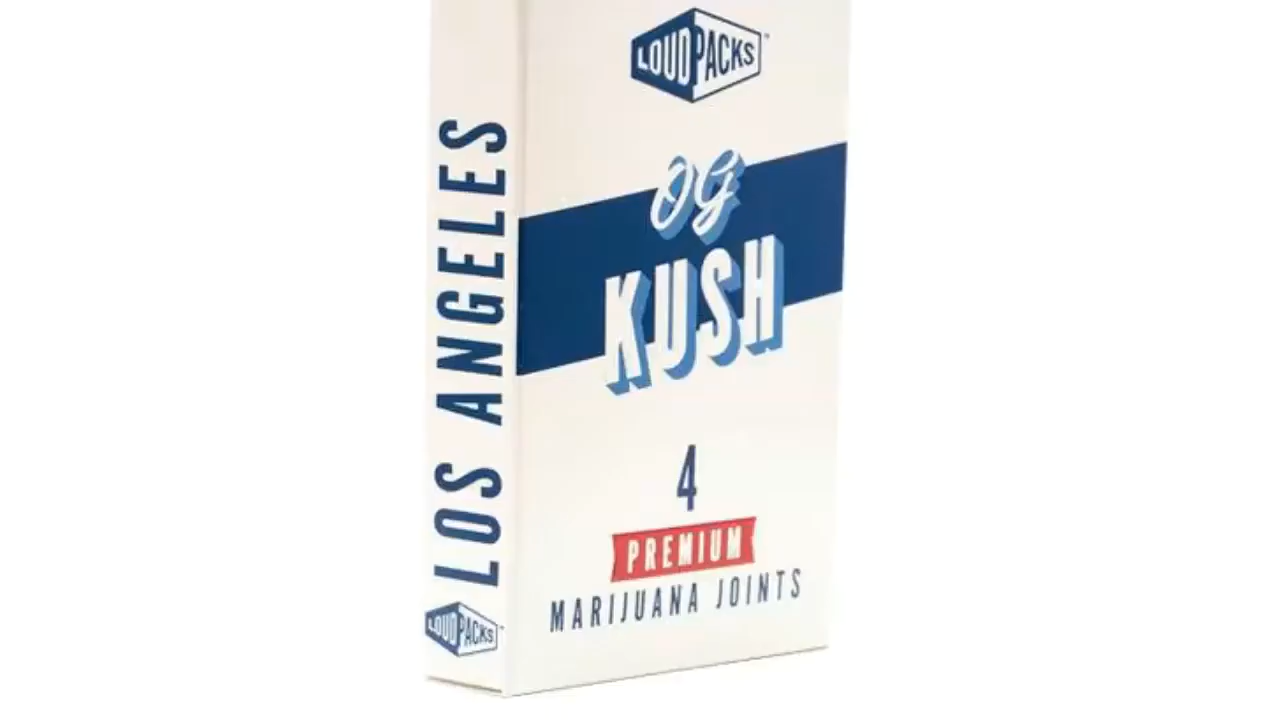 LOUDPACKS™
OG
KUSH
4
PREMIUM
MARIJUANA JOINTS
LOS ANGELES
LOUDPACKS™